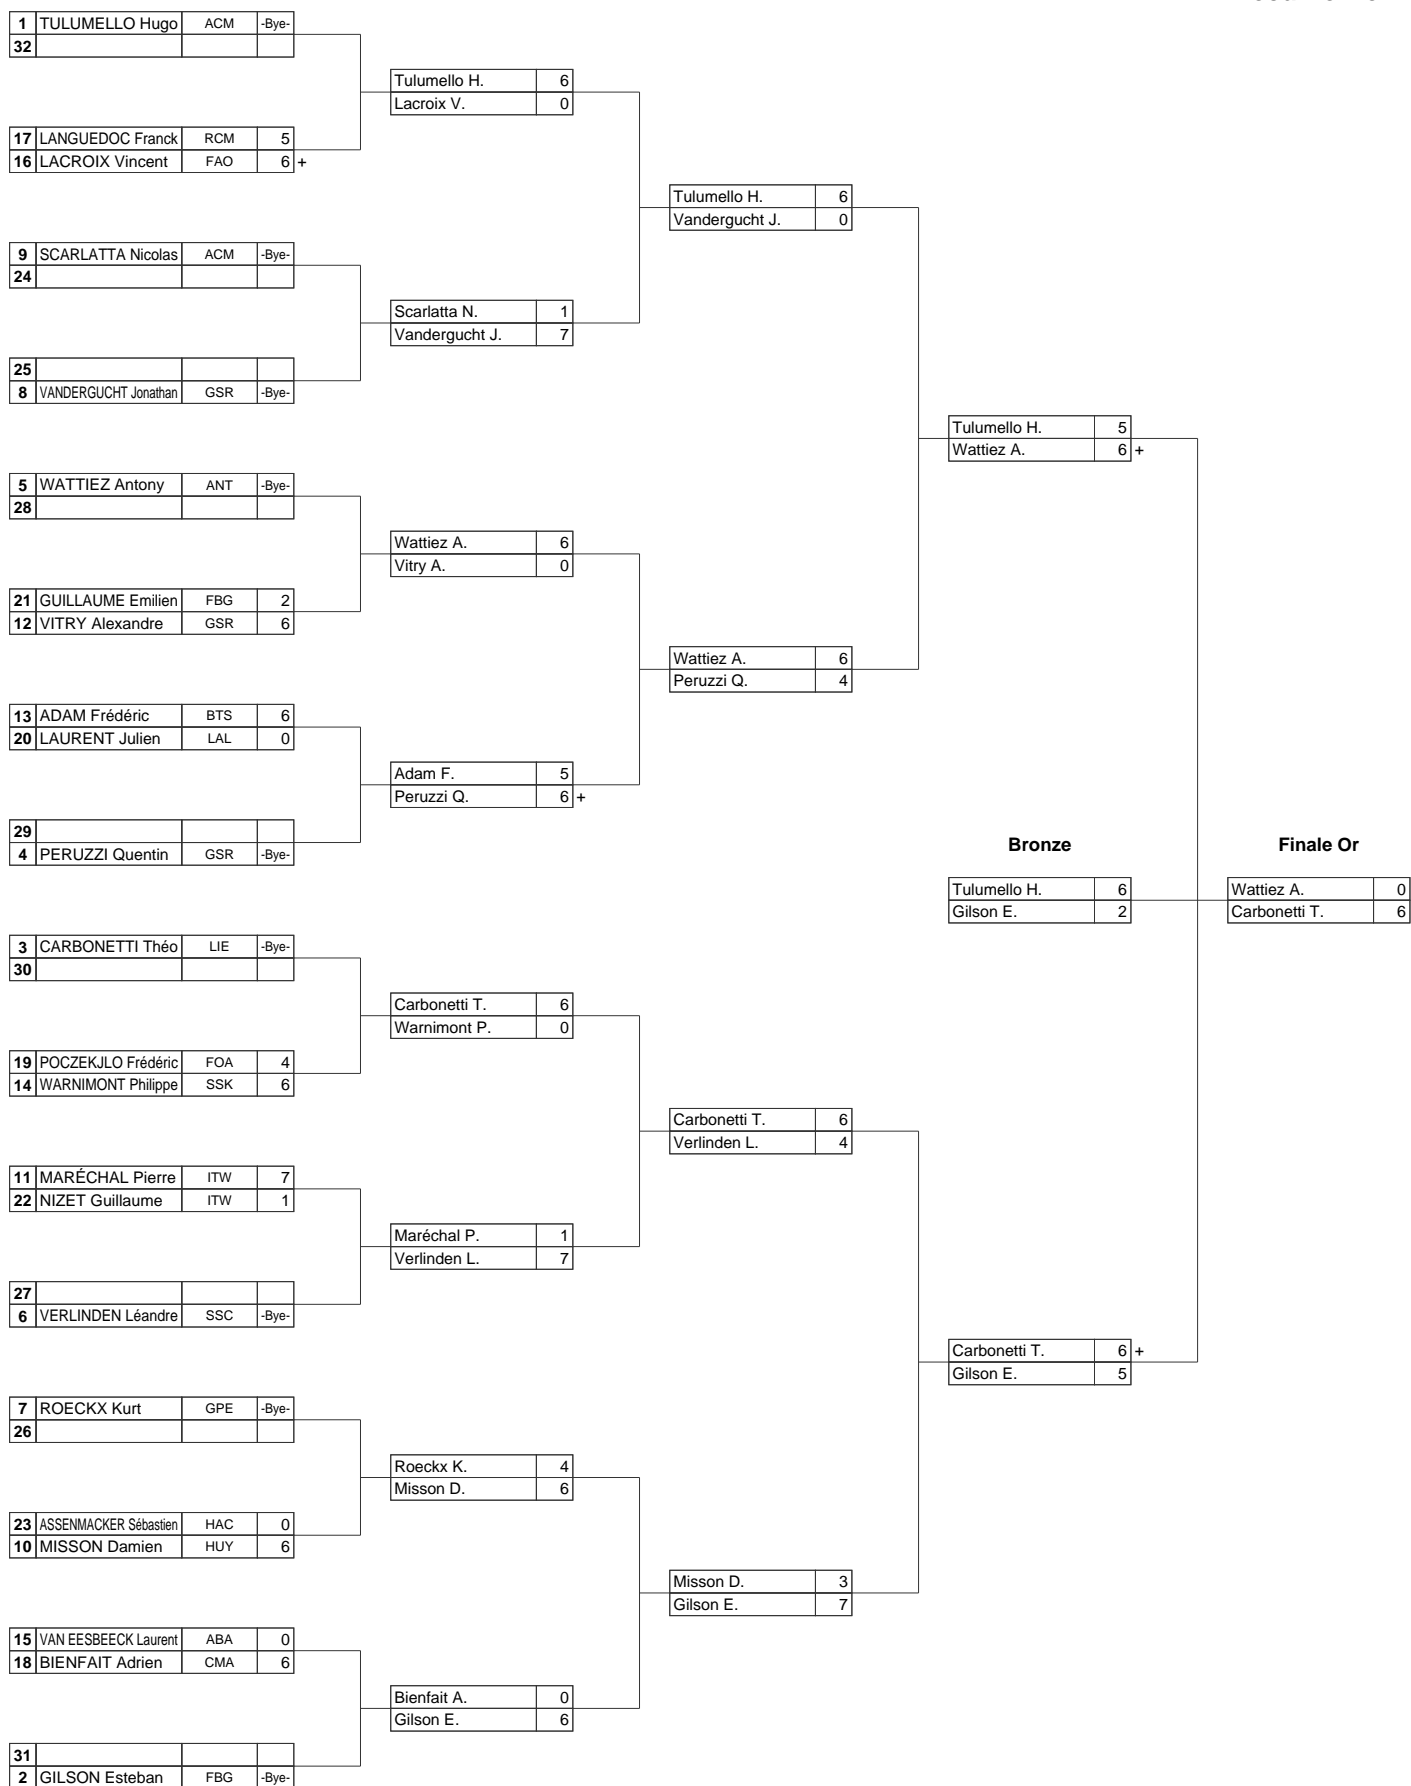 1 TULUMELLO Hugo ACM -Bye-
32
Tulumello H. 6
Lacroix V. 0
17 LANGUEDOC Franck RCM 5
16 LACROIX Vincent FAO 6 +
Tulumello H. 6
Vandergucht J. 0
9 SCARLATTA Nicolas ACM -Bye-
24
Scarlatta N. 1
Vandergucht J. 7
25
8 VANDERGUCHT Jonathan GSR -Bye-
Tulumello H. 5
Wattiez A. 6 +
5 WATTIEZ Antony ANT -Bye-
28
Wattiez A. 6
Vitry A. 0
21 GUILLAUME Emilien FBG 2
12 VITRY Alexandre GSR 6
Wattiez A. 6
Peruzzi Q. 4
13 ADAM Frédéric BTS 6
20 LAURENT Julien LAL 0
Adam F. 5
Peruzzi Q. 6 +
29
4 PERUZZI Quentin GSR -Bye-
Bronze Finale Or
Tulumello H. 6 Wattiez A. 0
Gilson E. 2 Carbonetti T. 6
3 CARBONETTI Théo LIE -Bye-
30
Carbonetti T. 6
Warnimont P. 0
19 POCZEKJLO Frédéric FOA 4
14 WARNIMONT Philippe SSK 6
Carbonetti T. 6
Verlinden L. 4
11 MARÉCHAL Pierre ITW 7
22 NIZET Guillaume ITW 1
Maréchal P. 1
Verlinden L. 7
27
6 VERLINDEN Léandre SSC -Bye-
Carbonetti T. 6 +
Gilson E. 5
7 ROECKX Kurt GPE -Bye-
26
Roeckx K. 4
Misson D. 6
23 ASSENMACKER Sébastien HAC 0
10 MISSON Damien HUY 6
Misson D. 3
Gilson E. 7
15 VAN EESBEECK Laurent ABA 0
18 BIENFAIT Adrien CMA 6
Bienfait A. 0
Gilson E. 6
31
2 GILSON Esteban FBG -Bye-